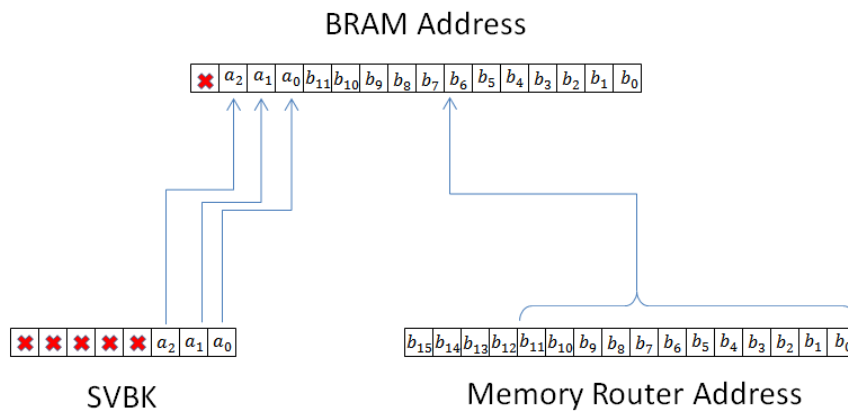 BRAM Address
a₂ a₁ a₀ b₁₁ b₁₀ b₉ b₈ b₇ b₆ b₅ b₄ b₃ b₂ b₁ b₀
a₂ a₁ a₀
b₁₅ b₁₄ b₁₃ b₁₂ b₁₁ b₁₀ b₉ b₈ b₇ b₆ b₅ b₄ b₃ b₂ b₁ b₀
SVBK
Memory Router Address